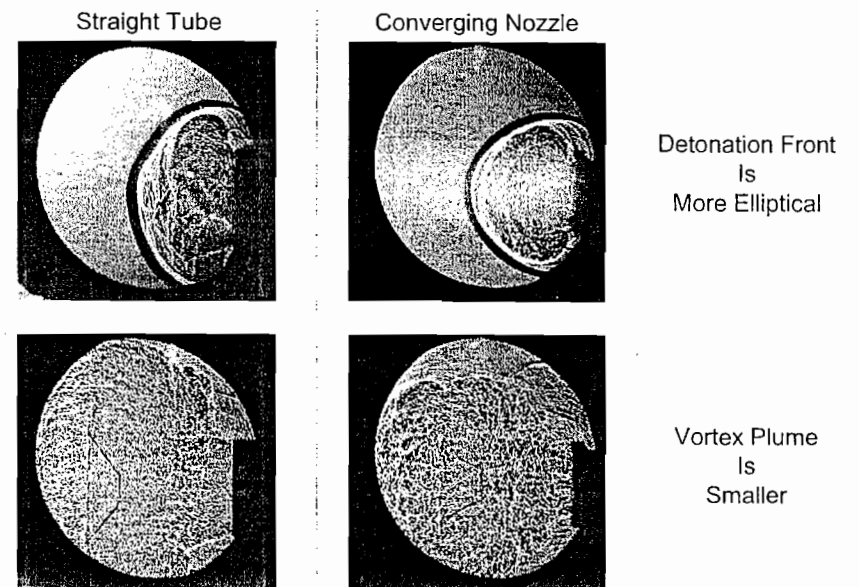 Straight Tube
Converging Nozzle
Detonation Front
Is
More Elliptical
Vortex Plume
Is
Smaller